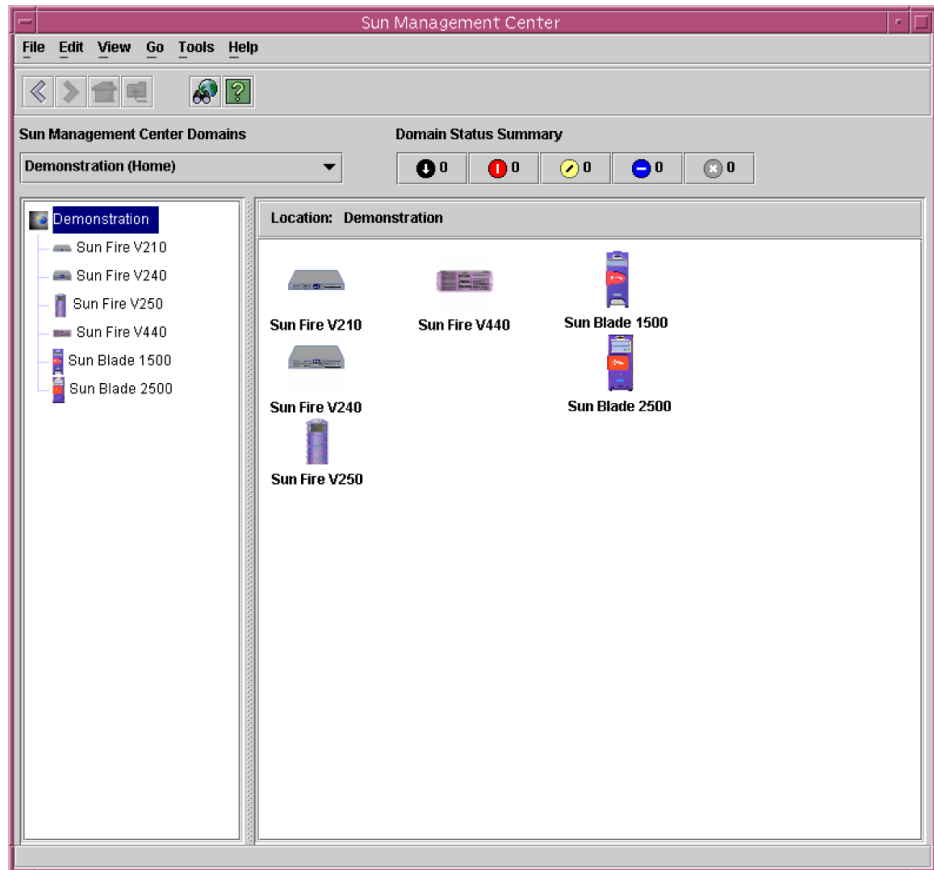 Sun Management Center
File Edit View Go Tools Help
Sun Management Center Domains
Domain Status Summary
Demonstration (Home)
0 0 0 0 0
Demonstration
Sun Fire V210
Sun Fire V240
Sun Fire V250
Sun Fire V440
Sun Blade 1500
Sun Blade 2500
Location: Demonstration
Sun Fire V210 Sun Fire V440 Sun Blade 1500
Sun Fire V240 Sun Blade 2500
Sun Fire V250